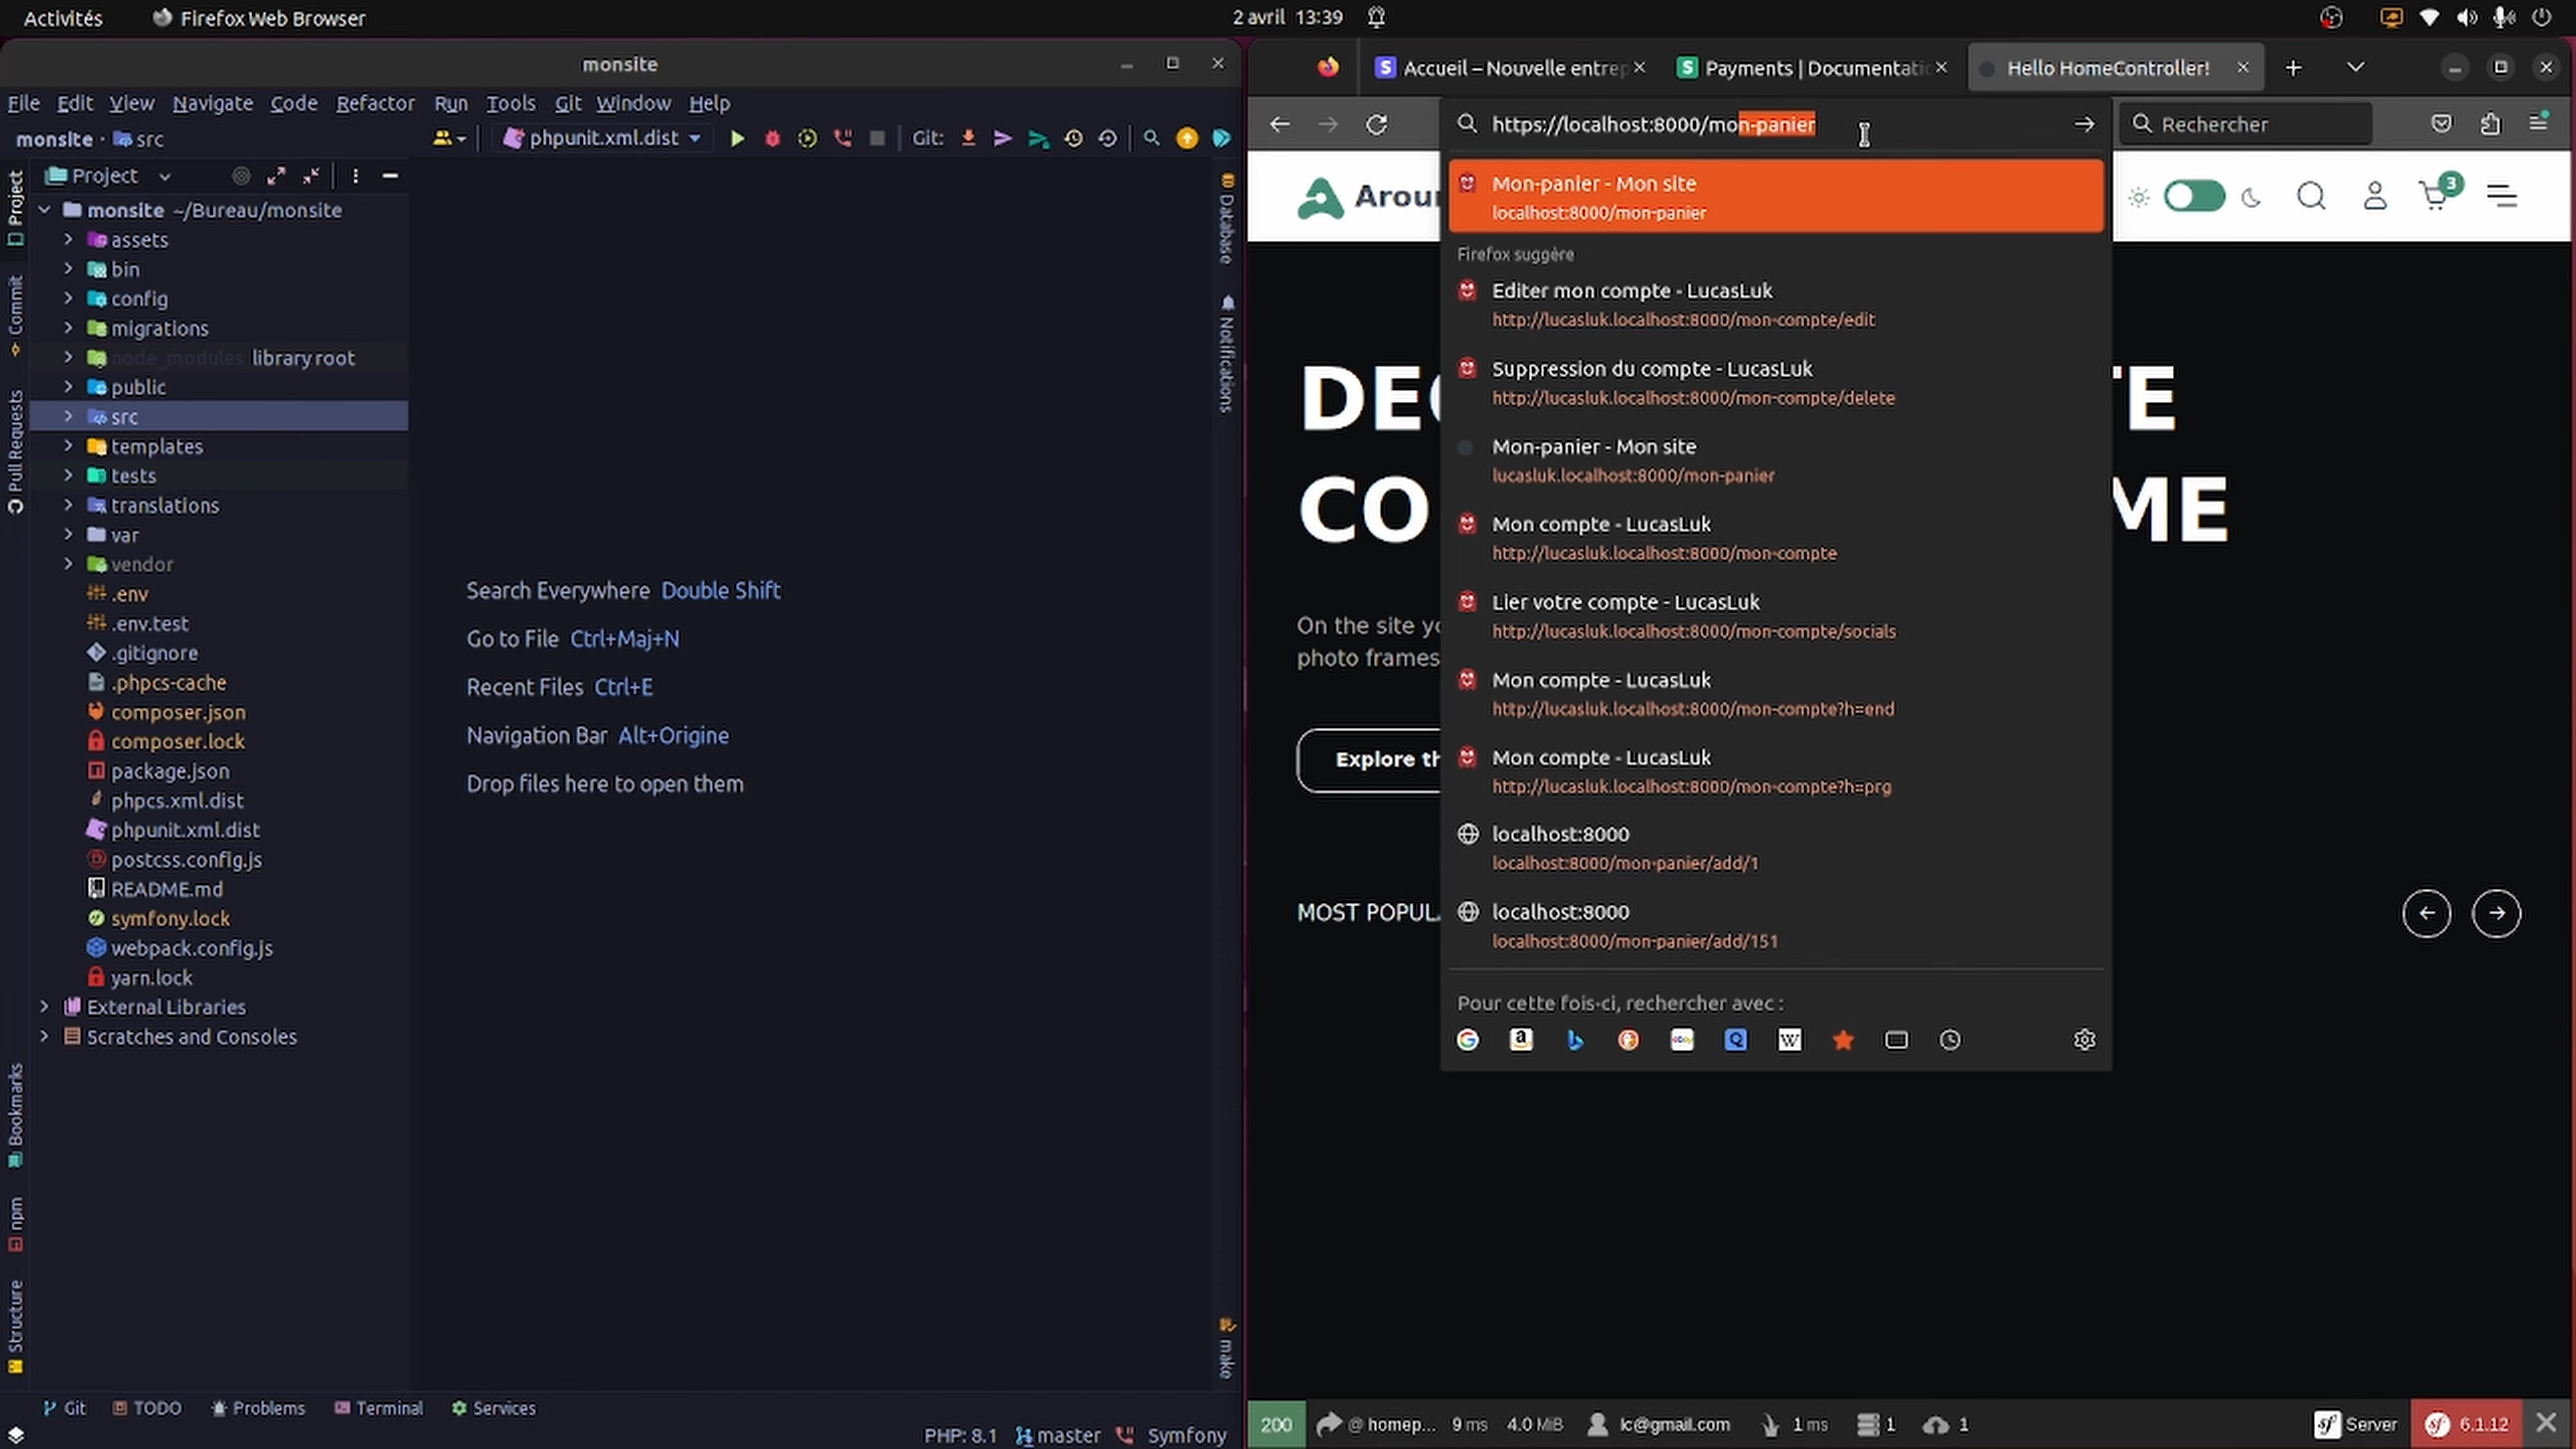 Activités
Firefox Web Browser
2 avril 13:39
monsite
File Edit View Navigate Code Refactor Run Tools Git Window Help
monsite
src
phpunit.xml.dist
Git:
Project
Commit
Pull Requests
Bookmarks
npm
Structure
Project
monsite ~/Bureau/monsite
assets
bin
config
migrations
node_modules library root
public
src
templates
tests
translations
var
vendor
.env
.env.test
.gitignore
.phpcs-cache
composer.json
composer.lock
package.json
phpcs.xml.dist
phpunit.xml.dist
postcss.config.js
README.md
symfony.lock
webpack.config.js
yarn.lock
External Libraries
Scratches and Consoles
Search Everywhere Double Shift
Go to File Ctrl+Maj+N
Recent Files Ctrl+E
Navigation Bar Alt+Origine
Drop files here to open them
Database
Notifications
make
Git
TODO
Problems
Terminal
Services
PHP: 8.1
master
Symfony
Accueil – Nouvelle entrep
Payments | Documentatio
Hello HomeController!
https://localhost:8000/mon-panier
Rechercher
3
Mon-panier - Mon site
localhost:8000/mon-panier
Firefox suggère
Editer mon compte - LucasLuk
http://lucasluk.localhost:8000/mon-compte/edit
Suppression du compte - LucasLuk
http://lucasluk.localhost:8000/mon-compte/delete
Mon-panier - Mon site
lucasluk.localhost:8000/mon-panier
Mon compte - LucasLuk
http://lucasluk.localhost:8000/mon-compte
Lier votre compte - LucasLuk
http://lucasluk.localhost:8000/mon-compte/socials
Mon compte - LucasLuk
http://lucasluk.localhost:8000/mon-compte?h=end
Mon compte - LucasLuk
http://lucasluk.localhost:8000/mon-compte?h=prg
localhost:8000
localhost:8000/mon-panier/add/1
localhost:8000
localhost:8000/mon-panier/add/151
Pour cette fois-ci, rechercher avec :
On the site
photo frames
MOST
200
@ homep... 9 ms 4.0 MiB
lc@gmail.com
1 ms
1
1
Server
6.1.12